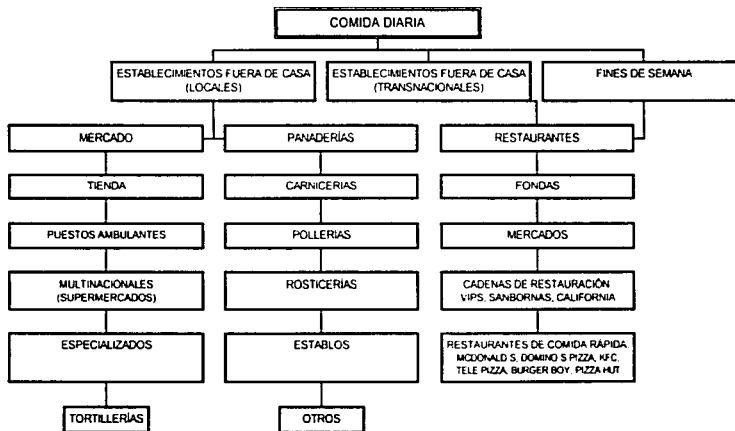 COMIDA DIARIA
ESTABLECIMIENTOS FUERA DE CASA
(LOCALES)
ESTABLECIMIENTOS FUERA DE CASA
(TRANSNACIONALES)
FINES DE SEMANA
MERCADO
PANADERÍAS
RESTAURANTES
TIENDA
CARNICERIAS
FONDAS
PUESTOS AMBULANTES
POLLERIAS
MERCADOS
MULTINACIONALES
(SUPERMERCADOS)
ROSTICERÍAS
CADENAS DE RESTAURACIÓN
VIPS, SANBORNAS, CALIFORNIA
ESPECIALIZADOS
ESTABLOS
RESTAURANTES DE COMIDA RÁPIDA
MCDONALD S, DOMINO S PIZZA, KFC,
TELE PIZZA, BURGER BOY, PIZZA HUT
TORTILLERÍAS
OTROS